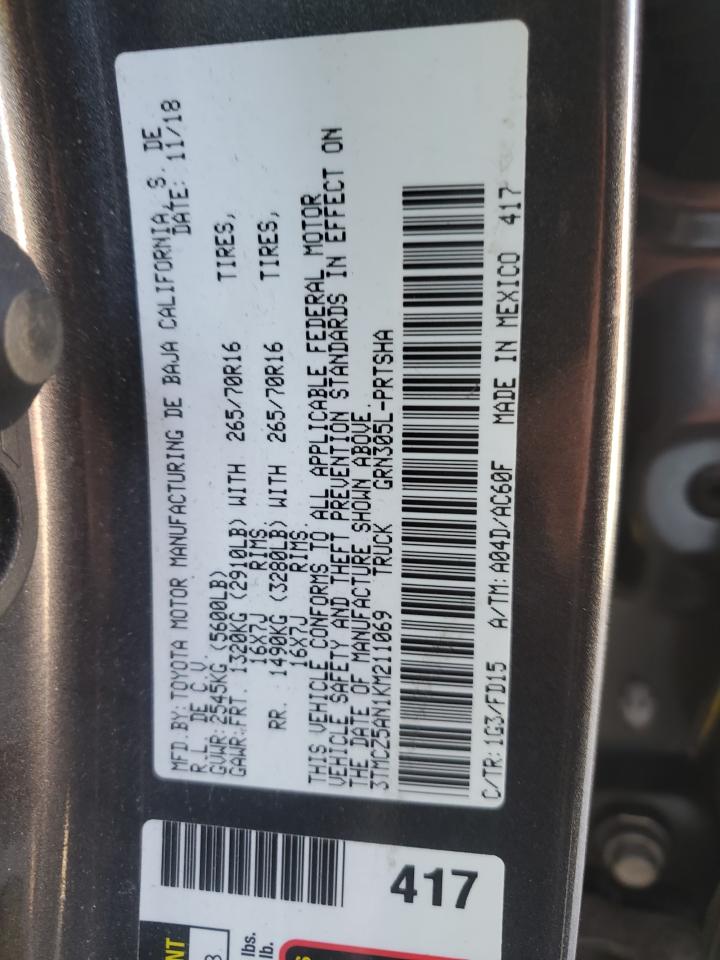 MFD.BY: TOYOTA MOTOR MANUFACTURING DE BAJA CALIFORNIA, S. DE
R.L. DE C.V. DATE: 11/18
GVWR: 2545KG (5600LB)
GAWR: FRT. 1320KG (2910LB) WITH 265/70R16 TIRES,
16X7J RIMS
RR. 1490KG (3280LB) WITH 265/70R16 TIRES,
16X7J RIMS.
THIS VEHICLE CONFORMS TO ALL APPLICABLE FEDERAL MOTOR
VEHICLE SAFETY AND THEFT PREVENTION STANDARDS IN EFFECT ON
THE DATE OF MANUFACTURE SHOWN ABOVE.
3TMCZ5AN1KM211069 TRUCK GRN305L-PRTSHA
C/TR: 1G3/FD15 A/TM: A04D/AC60F MADE IN MEXICO 417
417
lbs.
lb.